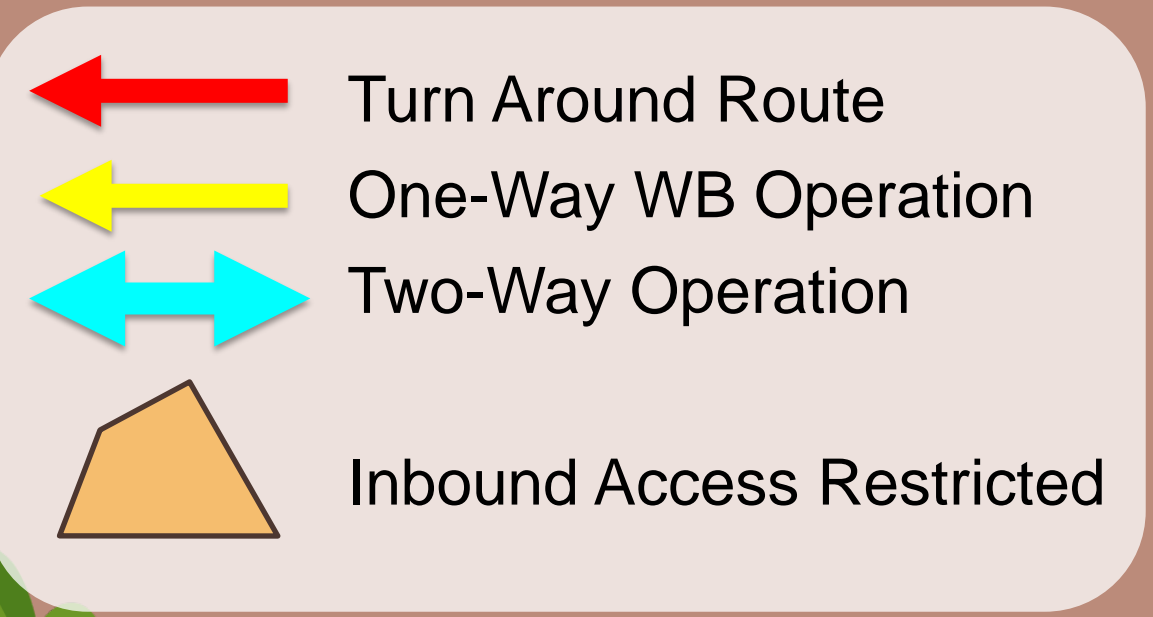 Turn Around Route
One-Way WB Operation
Two-Way Operation
Inbound Access Restricted